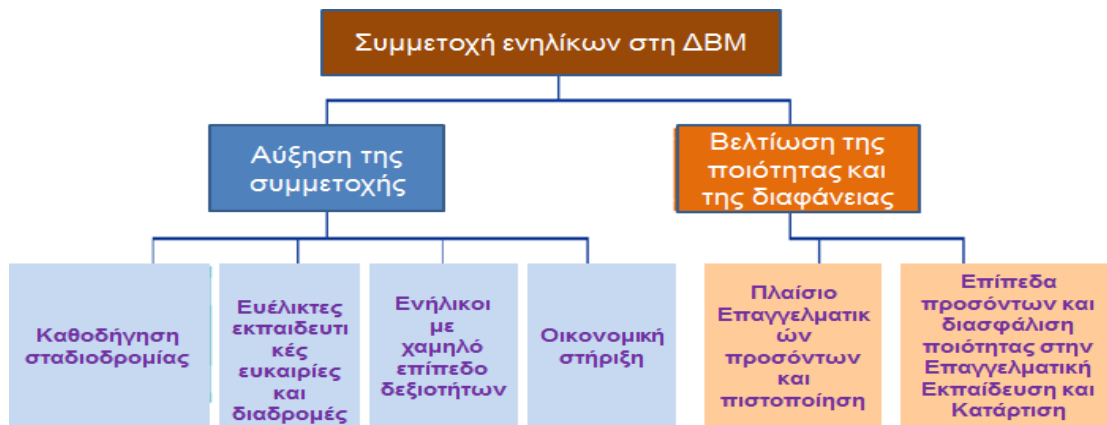 Συμμετοχή ενηλίκων στη ΔΒΜ
Αύξηση της
συμμετοχής
Βελτίωση της
ποιότητας και
της διαφάνειας
Καθοδήγηση
σταδιοδρομίας
Ευέλικτες
εκπαιδευτι
κές
ευκαιρίες
και
διαδρομές
Ενήλικοι
με
χαμηλό
επίπεδο
δεξιοτήτων
Οικονομική
στήριξη
Πλαίσιο
Επαγγελματικ
ών
προσόντων
και
πιστοποίηση
Επίπεδα
προσόντων και
διασφάλιση
ποιότητας στην
Επαγγελματική
Εκπαίδευση και
Κατάρτιση